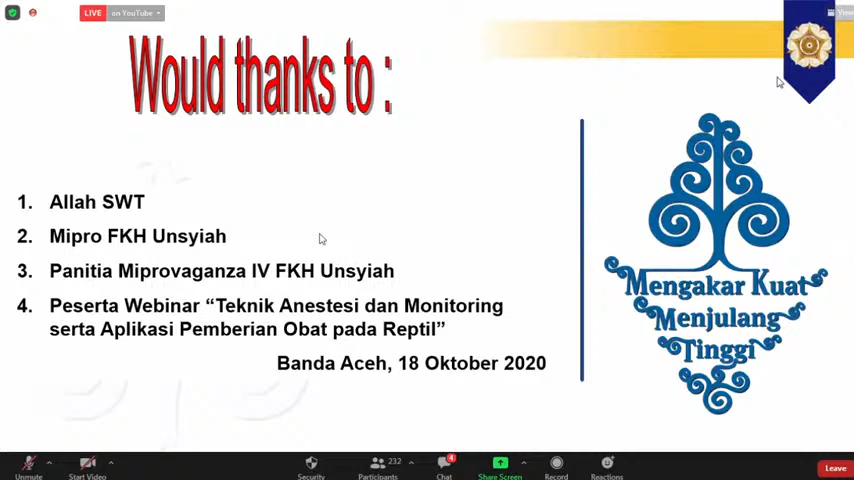 LIVE on YouTube
View
Would thanks to :
1. Allah SWT
2. Mipro FKH Unsyiah
3. Panitia Miprovaganza IV FKH Unsyiah
4. Peserta Webinar “Teknik Anestesi dan Monitoring
serta Aplikasi Pemberian Obat pada Reptil”
Banda Aceh, 18 Oktober 2020
Mengakar Kuat
Menjulang
Tinggi
Unmute
Start Video
Security
232
Participants
4
Chat
Share Screen
Record
Reactions
Leave